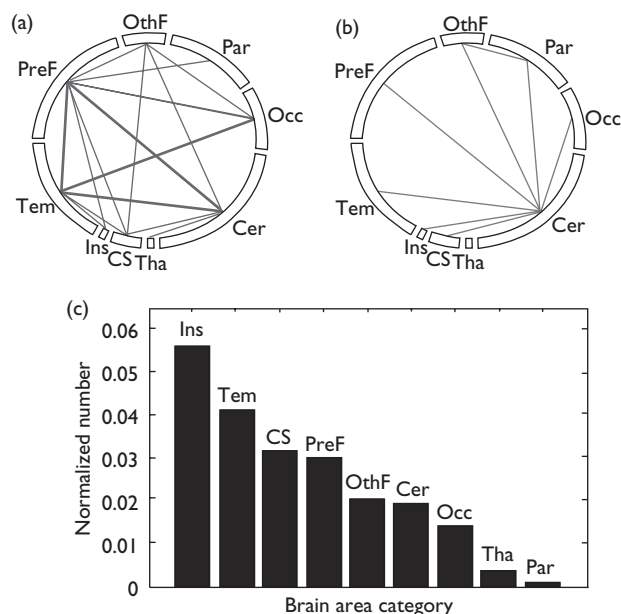 (a)
OthF
Par
PreF
Occ
Tem
Cer
Ins
CS
Tha
(b)
OthF
Par
PreF
Occ
Tem
Cer
Ins
CS
Tha
(c)
Normalized number
0.06
0.05
0.04
0.03
0.02
0.01
0
Ins
Tem
CS
PreF
OthF
Cer
Occ
Tha
Par
Brain area category